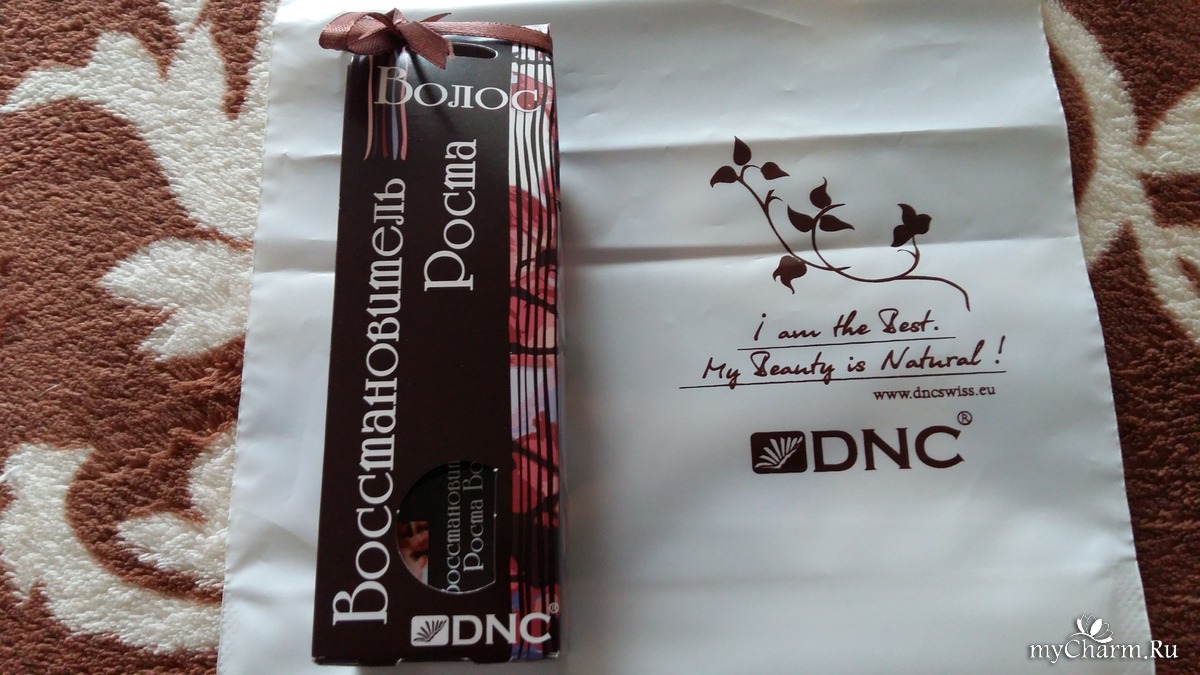 Волос
Роста
Восстановитель
осстанови
Роста Во
DNC®
i am the Best.
My Beauty is Natural!
www.dncswiss.eu
DNC®
myCharm.Ru